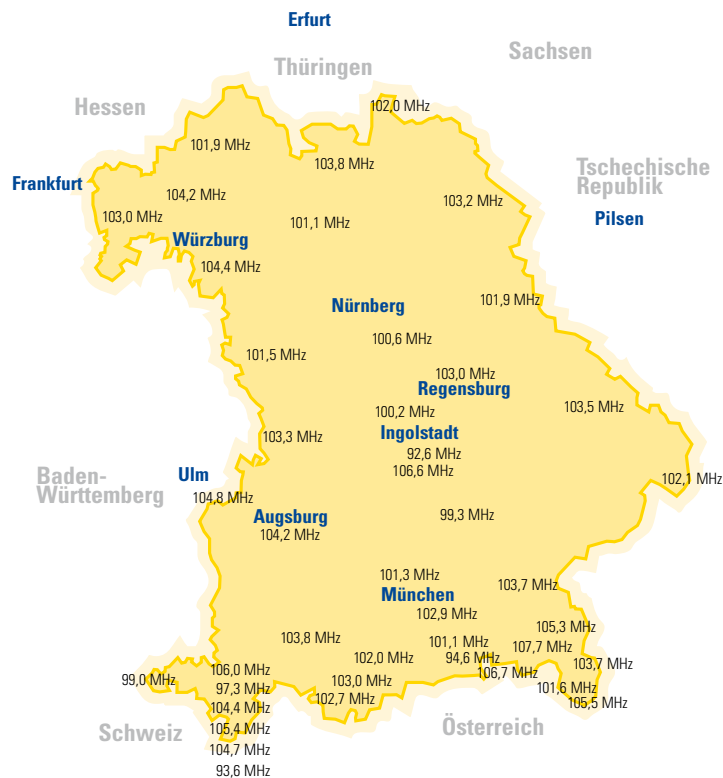 Erfurt
Sachsen
Thüringen
Hessen
102,0 MHz
101,9 MHz
103,8 MHz
Tschechische
Republik
Frankfurt
104,2 MHz
103,2 MHz
103,0 MHz
101,1 MHz
Pilsen
Würzburg
104,4 MHz
101,9 MHz
Nürnberg
100,6 MHz
101,5 MHz
103,0 MHz
Regensburg
103,5 MHz
100,2 MHz
Ingolstadt
103,3 MHz
92,6 MHz
106,6 MHz
Baden-
Württemberg
Ulm
102,1 MHz
104,8 MHz
Augsburg
99,3 MHz
104,2 MHz
101,3 MHz
103,7 MHz
München
102,9 MHz
105,3 MHz
103,8 MHz
101,1 MHz
107,7 MHz
102,0 MHz
94,6 MHz
103,7 MHz
106,0 MHz
106,7 MHz
99,0 MHz
103,0 MHz
97,3 MHz
101,6 MHz
102,7 MHz
105,5 MHz
104,4 MHz
Österreich
Schweiz
105,4 MHz
104,7 MHz
93,6 MHz